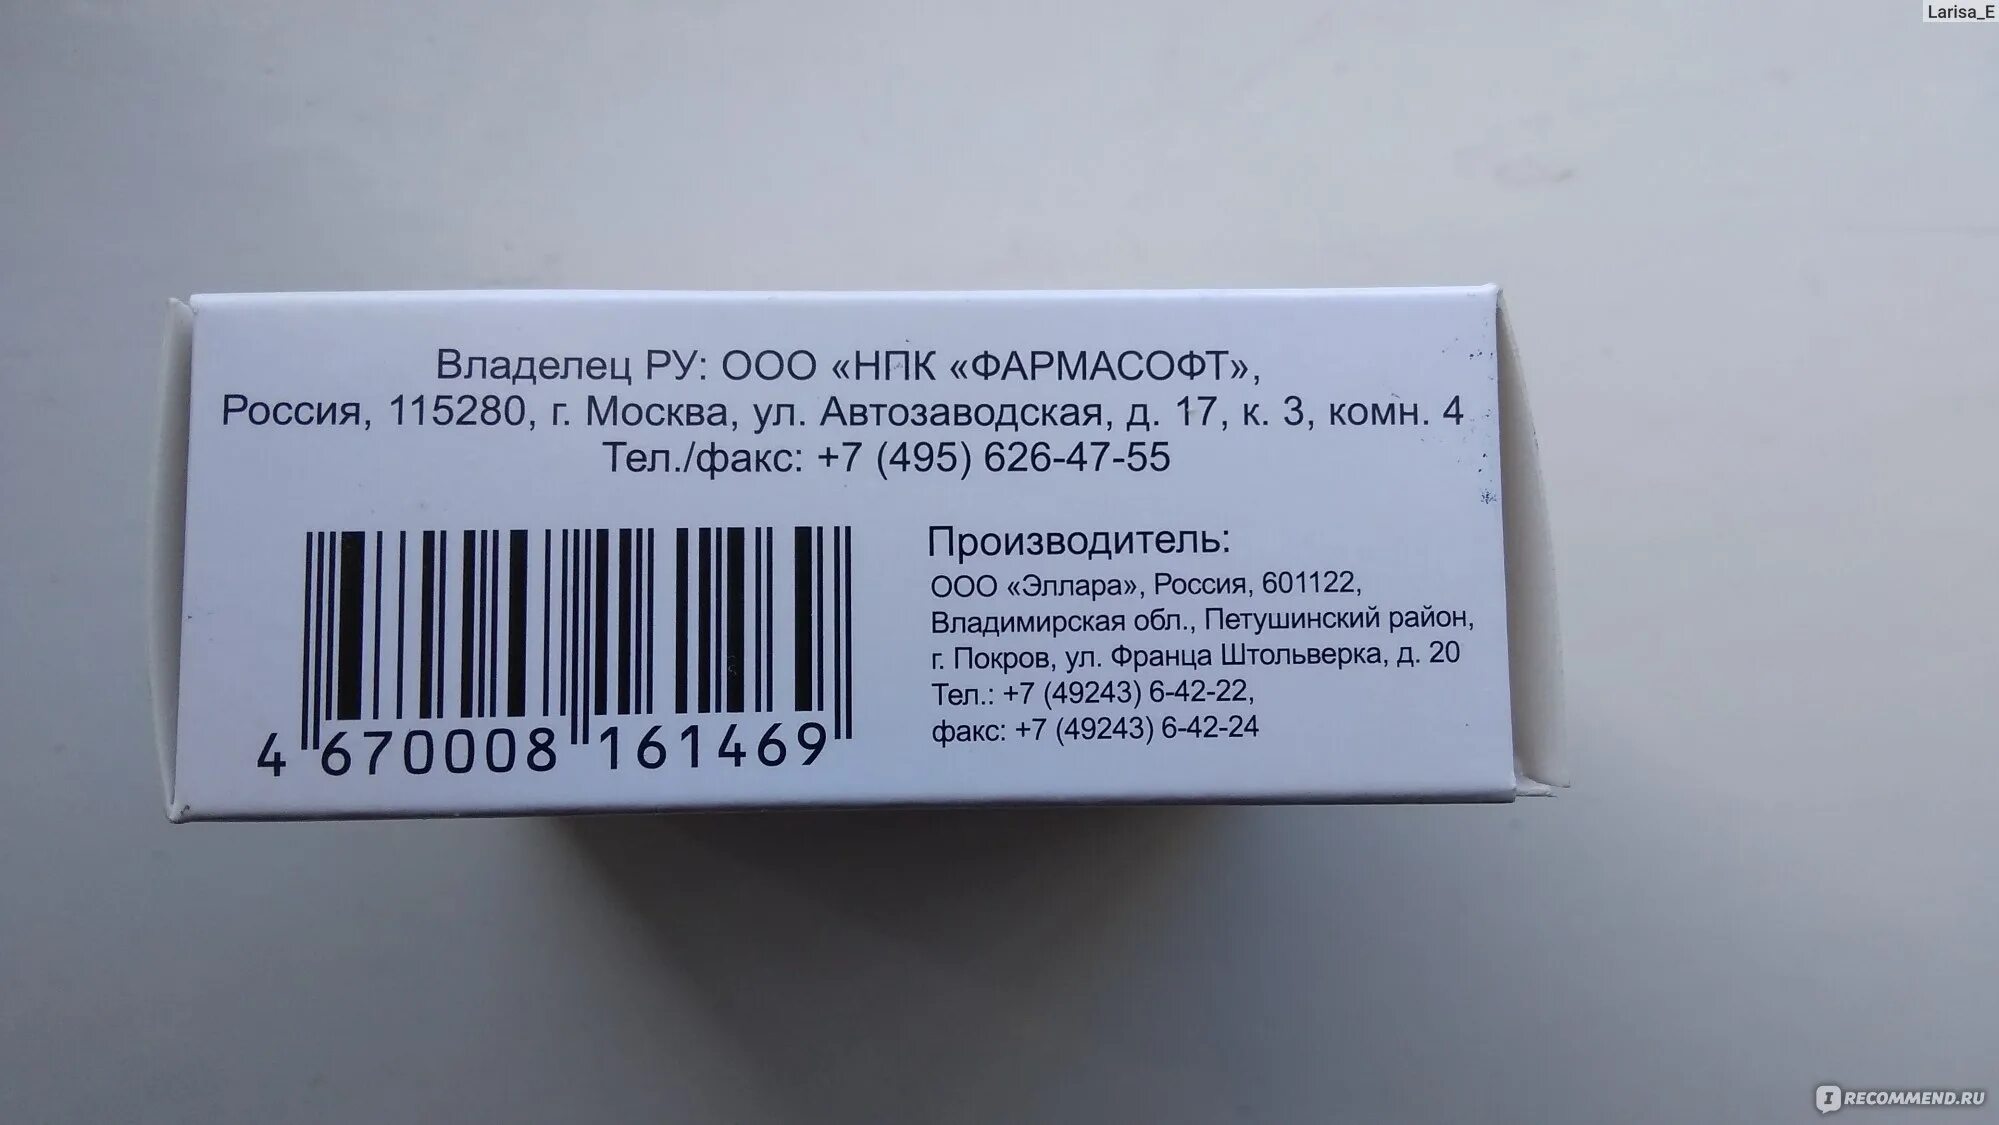 Larisa_E
Владелец РУ: ООО «НПК «ФАРМАСОФТ»,
Россия, 115280, г. Москва, ул. Автозаводская, д. 17, к. 3, комн. 4
Тел./факс: +7 (495) 626-47-55
4 670008 161469
Производитель:
ООО «Эллара», Россия, 601122,
Владимирская обл., Петушинский район,
г. Покров, ул. Франца Штольверка, д. 20
Тел.: +7 (49243) 6-42-22,
факс: +7 (49243) 6-42-24
IRECOMMEND.RU